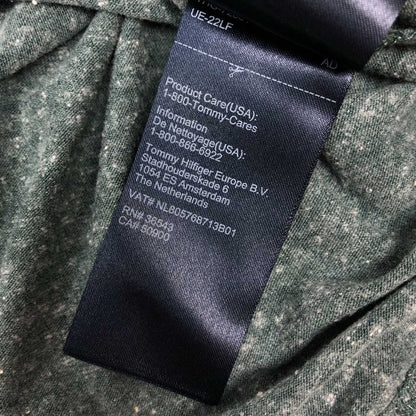 UE-22LF
AD
Product Care(USA):
1-800-Tommy-Cares
Information
De Nettoyage(USA):
1-800-866-6922
Tommy Hilfiger Europe B.V.
Stadhouderskade 6
1054 ES Amsterdam
The Netherlands
VAT# NL805768713B01
RN# 36543
CA# 50900